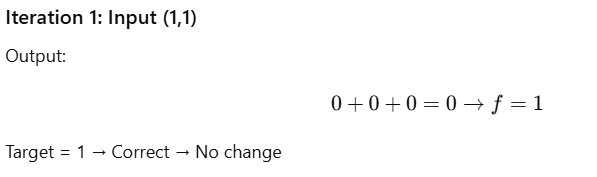 Iteration 1: Input (1,1)
Output:
0 + 0 + 0 = 0 → f = 1
Target = 1 → Correct → No change